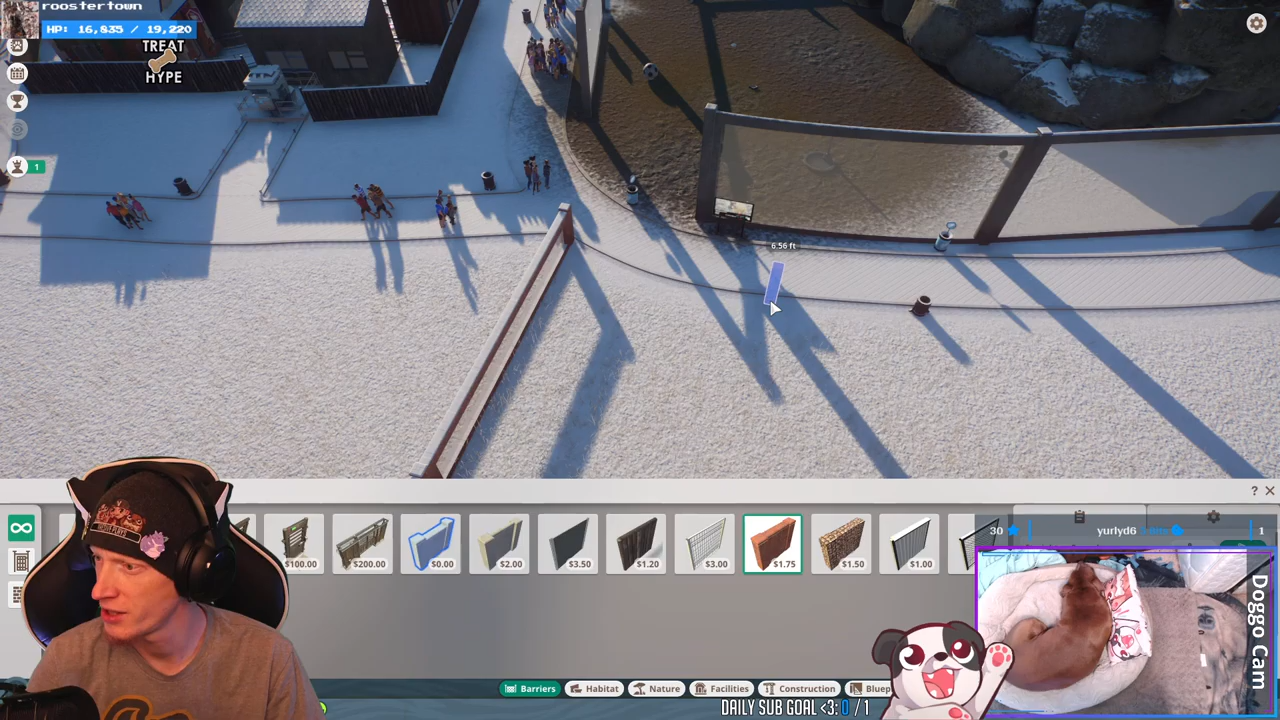 roostertown
HP: 16,835 / 19,220
TREAT
HYPE
1
6.56 ft
?
$100.00
$200.00
$0.00
$2.00
$3.50
$1.20
$3.00
$1.75
$1.50
$1.00
30
yurlyd6
1
Doggo Cam
Barriers
Habitat
Nature
Facilities
Construction
Bluep
DAILY SUB GOAL <3: 0 / 1